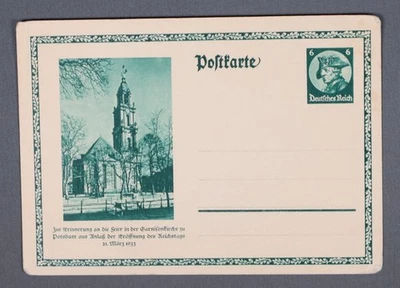 Postkarte
6 6
Deutsches Reich
Zur Erinnerung an die Feier in der Garnisonkirche zu
Potsdam aus Anlaß der Eröffnung des Reichstags
21. März 1933